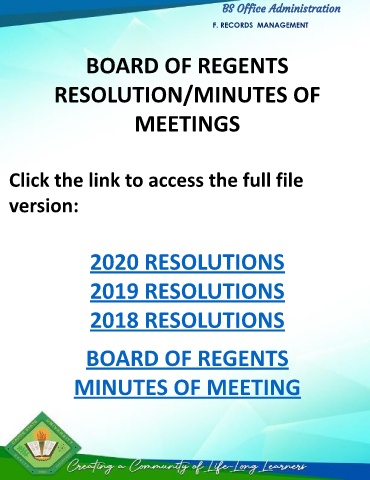 BS Office Administration
F. RECORDS MANAGEMENT
BOARD OF REGENTS
RESOLUTION/MINUTES OF
MEETINGS
Click the link to access the full file
version:
2020 RESOLUTIONS
2019 RESOLUTIONS
2018 RESOLUTIONS
BOARD OF REGENTS
MINUTES OF MEETING
Creating a Community of Life-Long Learners